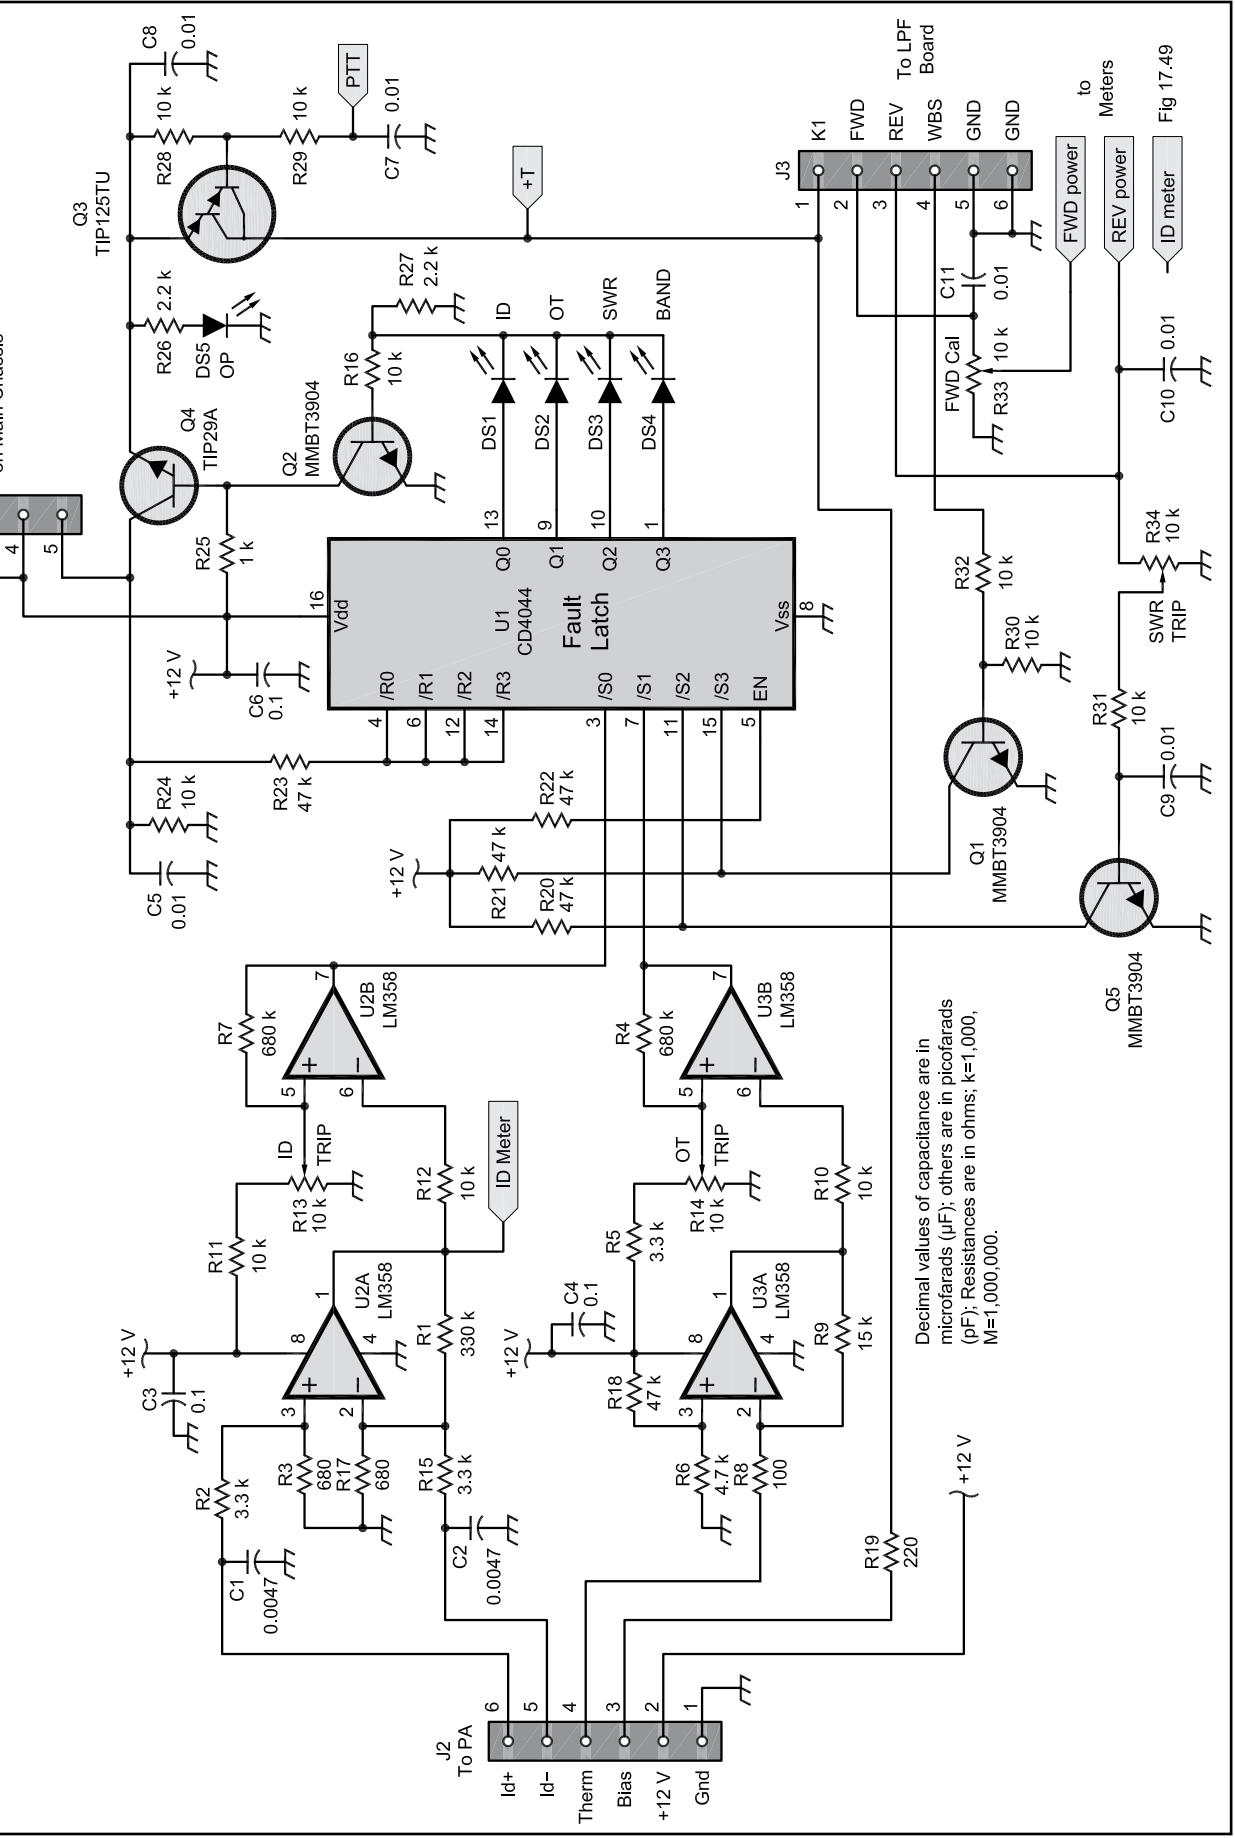 on Main Chassis
4
5
C8
0.01
R28
10 k
R29
10 k
PTT
C7
0.01
Q3
TIP125TU
+T
R26
2.2 k
DS5
OP
Q4
TIP29A
Q2
MMBT3904
R16
10 k
R27
2.2 k
R25
1 k
DS1
DS2
DS3
DS4
ID
OT
SWR
BAND
13
9
10
1
Q0
Q1
Q2
Q3
16
Vdd
U1
CD4044
Fault
Latch
Vss
8
/R0
/R1
/R2
/R3
/S0
/S1
/S2
/S3
EN
4
6
12
14
3
7
11
15
5
+12 V
C6
0.1
R23
47 k
R24
10 k
C5
0.01
+12 V
R22
47 k
R21
47 k
R20
47 k
J3
1
2
3
4
5
6
K1
FWD
REV
WBS
GND
GND
To LPF
Board
FWD power
REV power
ID meter
to
Meters
Fig 17.49
C11
0.01
FWD Cal
R33
10 k
C10
0.01
R34
10 k
SWR
TRIP
R32
10 k
R30
10 k
R31
10 k
C9
0.01
Q1
MMBT3904
Q5
MMBT3904
R7
680 k
5
6
7
U2B
LM358
ID
TRIP
R13
10 k
R11
10 k
R12
10 k
ID Meter
+12 V
C3
0.1
3
2
8
4
1
U2A
LM358
R1
330 k
R2
3.3 k
R3
680
R17
680
R15
3.3 k
C1
0.0047
C2
0.0047
R4
680 k
5
6
7
U3B
LM358
OT
TRIP
R14
10 k
R5
3.3 k
R10
10 k
+12 V
C4
0.1
R18
47 k
3
2
8
4
1
U3A
LM358
R9
15 k
R6
4.7 k
R8
100
R19
220
+12 V
J2
To PA
6
5
4
3
2
1
Id+
Id–
Therm
Bias
+12 V
Gnd
Decimal values of capacitance are in
microfarads (µF); others are in picofarads
(pF); Resistances are in ohms; k=1,000,
M=1,000,000.